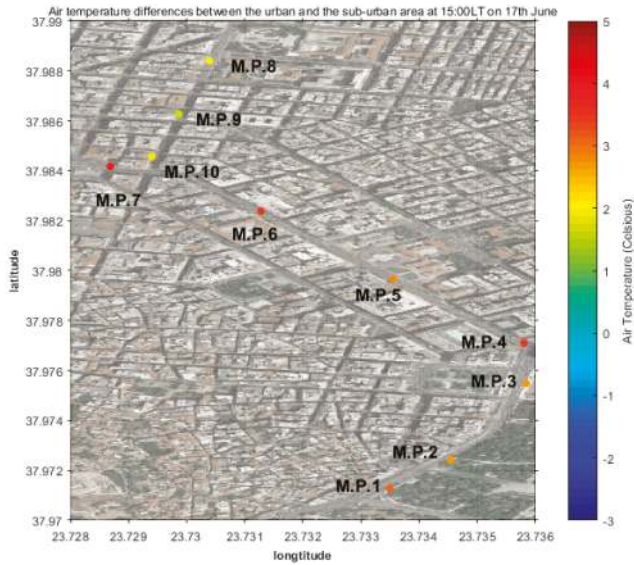 Air temperature differences between the urban and the sub-urban area at 15:00LT on 17th June
37.99
37.988
37.986
37.984
37.982
37.98
37.978
37.976
37.974
37.972
37.97
latitude
M.P.8
M.P.9
M.P.10
M.P.7
M.P.6
M.P.5
M.P.4
M.P.3
M.P.2
M.P.1
23.728
23.729
23.73
23.731
23.732
23.733
23.734
23.735
23.736
longtitude
5
4
3
2
1
0
-1
-2
-3
Air Temperature (Celsious)